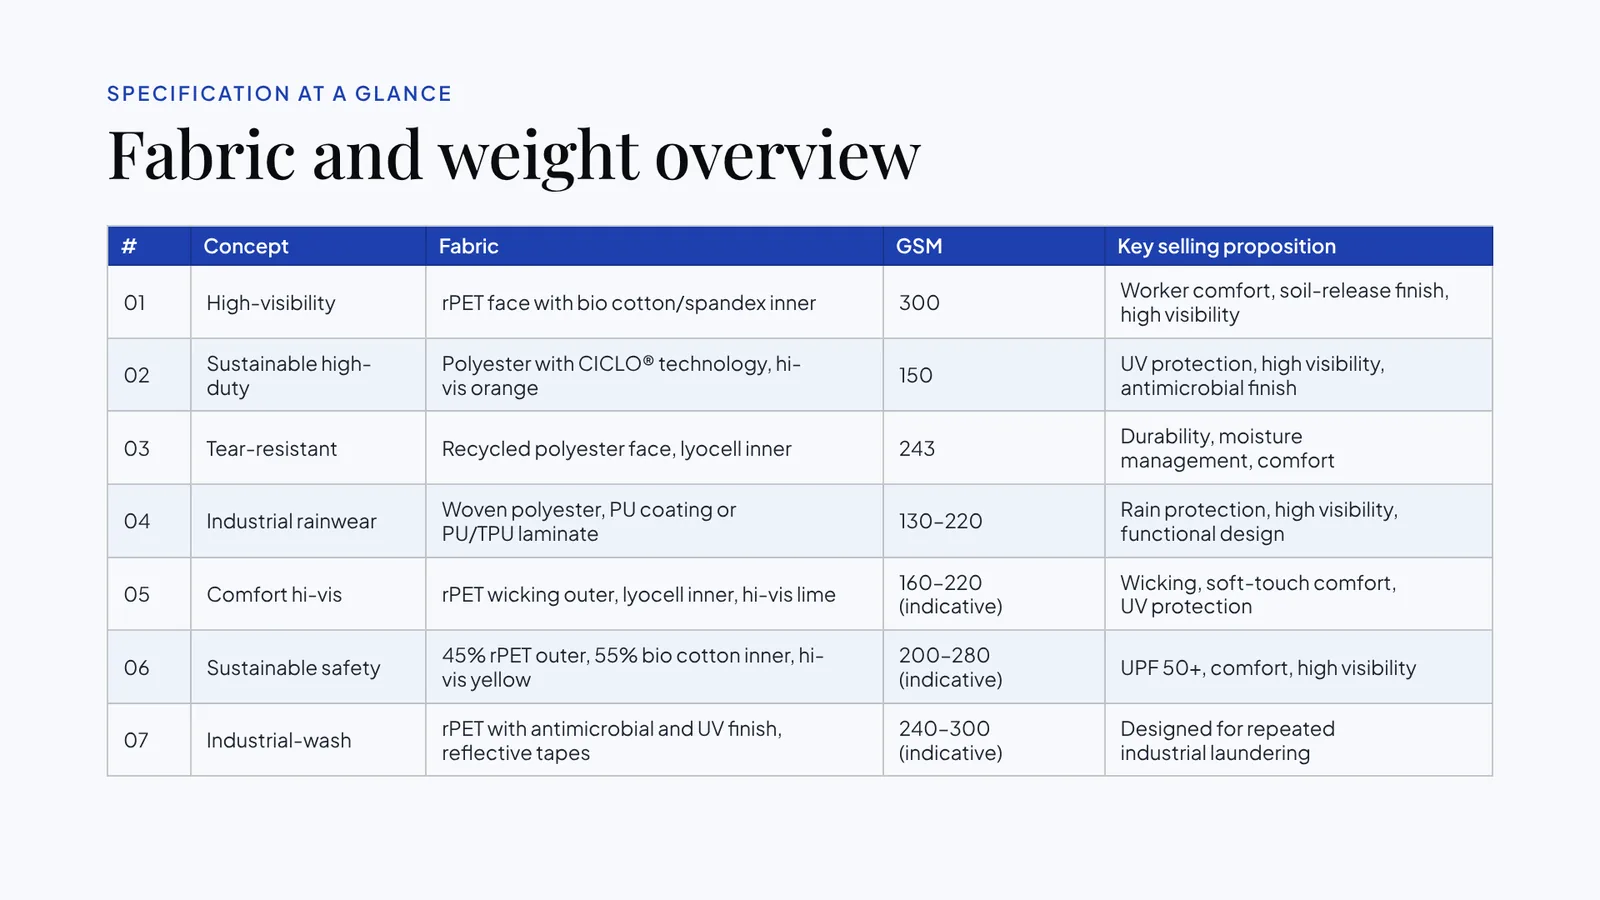 SPECIFICATION AT A GLANCE
Fabric and weight overview
# Concept Fabric GSM Key selling proposition
01 High-visibility rPET face with bio cotton/spandex inner 300 Worker comfort, soil-release finish,
high visibility
02 Sustainable high-
duty Polyester with CICLO® technology, hi-
vis orange 150 UV protection, high visibility,
antimicrobial finish
03 Tear-resistant Recycled polyester face, lyocell inner 243 Durability, moisture
management, comfort
04 Industrial rainwear Woven polyester, PU coating or
PU/TPU laminate 130–220 Rain protection, high visibility,
functional design
05 Comfort hi-vis rPET wicking outer, lyocell inner, hi-vis lime 160–220
(indicative) Wicking, soft-touch comfort,
UV protection
06 Sustainable safety 45% rPET outer, 55% bio cotton inner, hi-
vis yellow 200–280
(indicative) UPF 50+, comfort, high visibility
07 Industrial-wash rPET with antimicrobial and UV finish,
reflective tapes 240–300
(indicative) Designed for repeated
industrial laundering